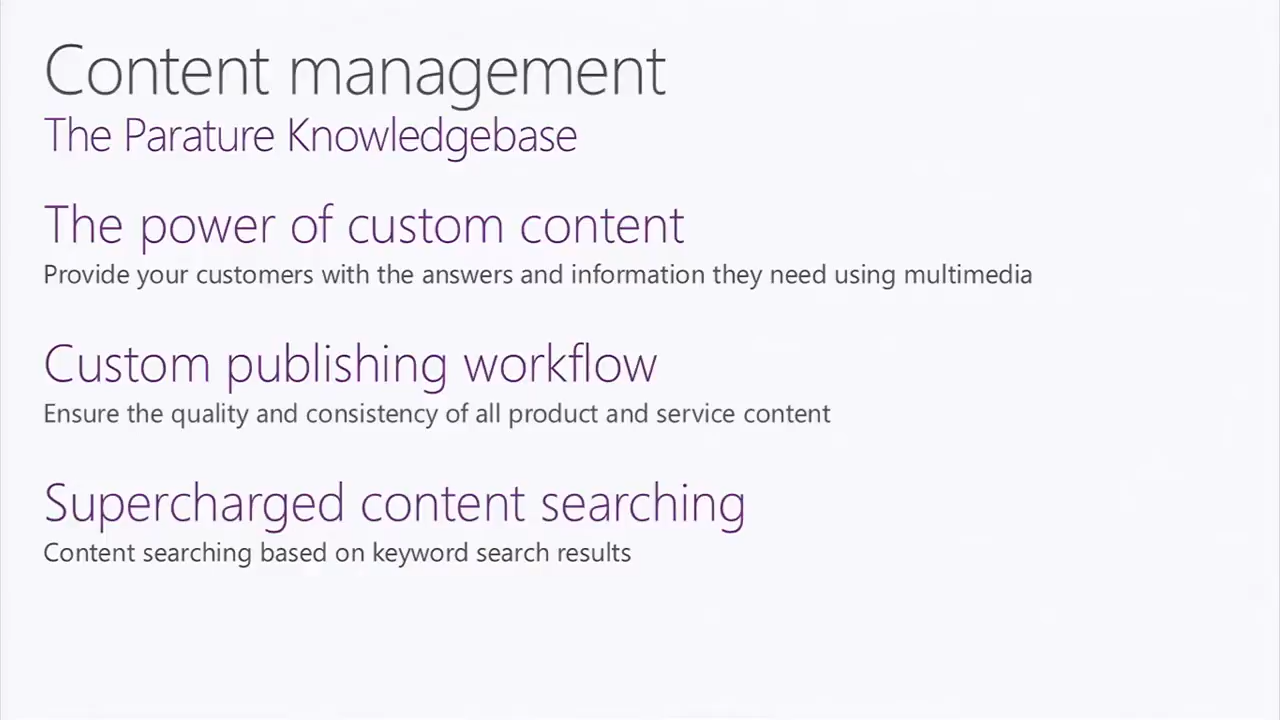 Content management
The Parature Knowledgebase
The power of custom content
Provide your customers with the answers and information they need using multimedia
Custom publishing workflow
Ensure the quality and consistency of all product and service content
Supercharged content searching
Content searching based on keyword search results